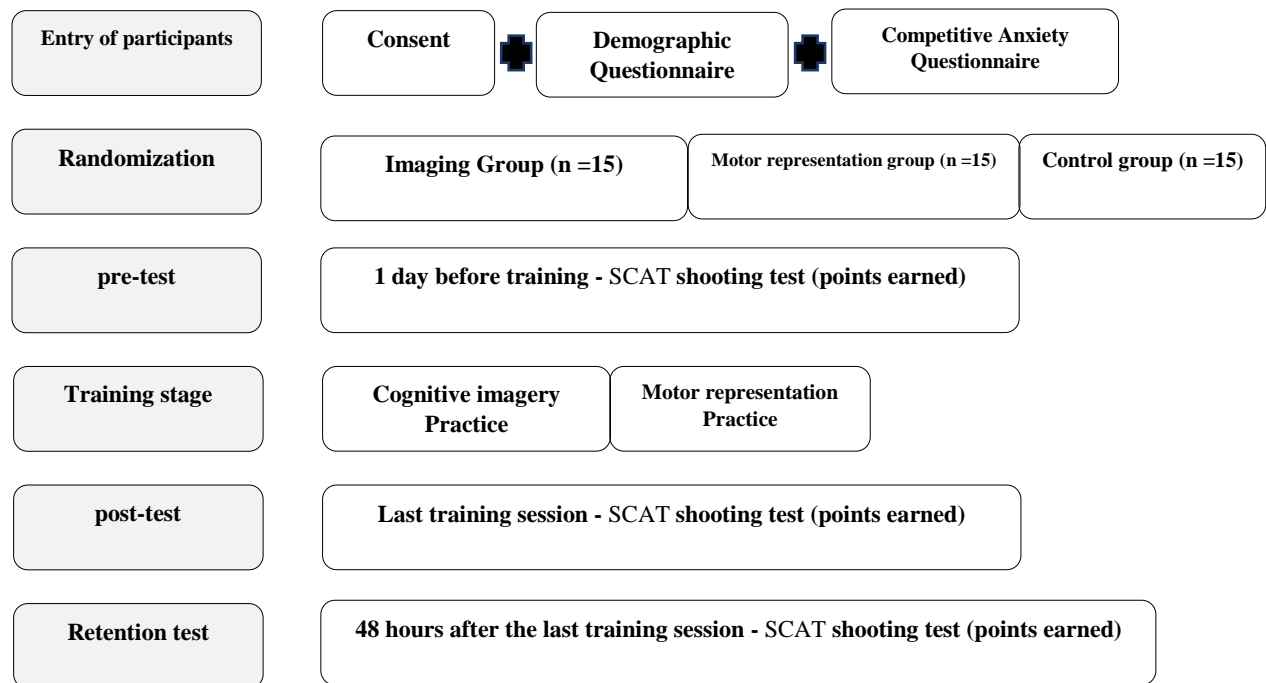 Entry of participants
Consent
Demographic
Questionnaire
Competitive Anxiety
Questionnaire
Randomization
Imaging Group (n =15)
Motor representation group (n =15)
Control group (n =15)
pre-test
1 day before training - SCAT shooting test (points earned)
Training stage
Cognitive imagery
Practice
Motor representation
Practice
post-test
Last training session - SCAT shooting test (points earned)
Retention test
48 hours after the last training session - SCAT shooting test (points earned)